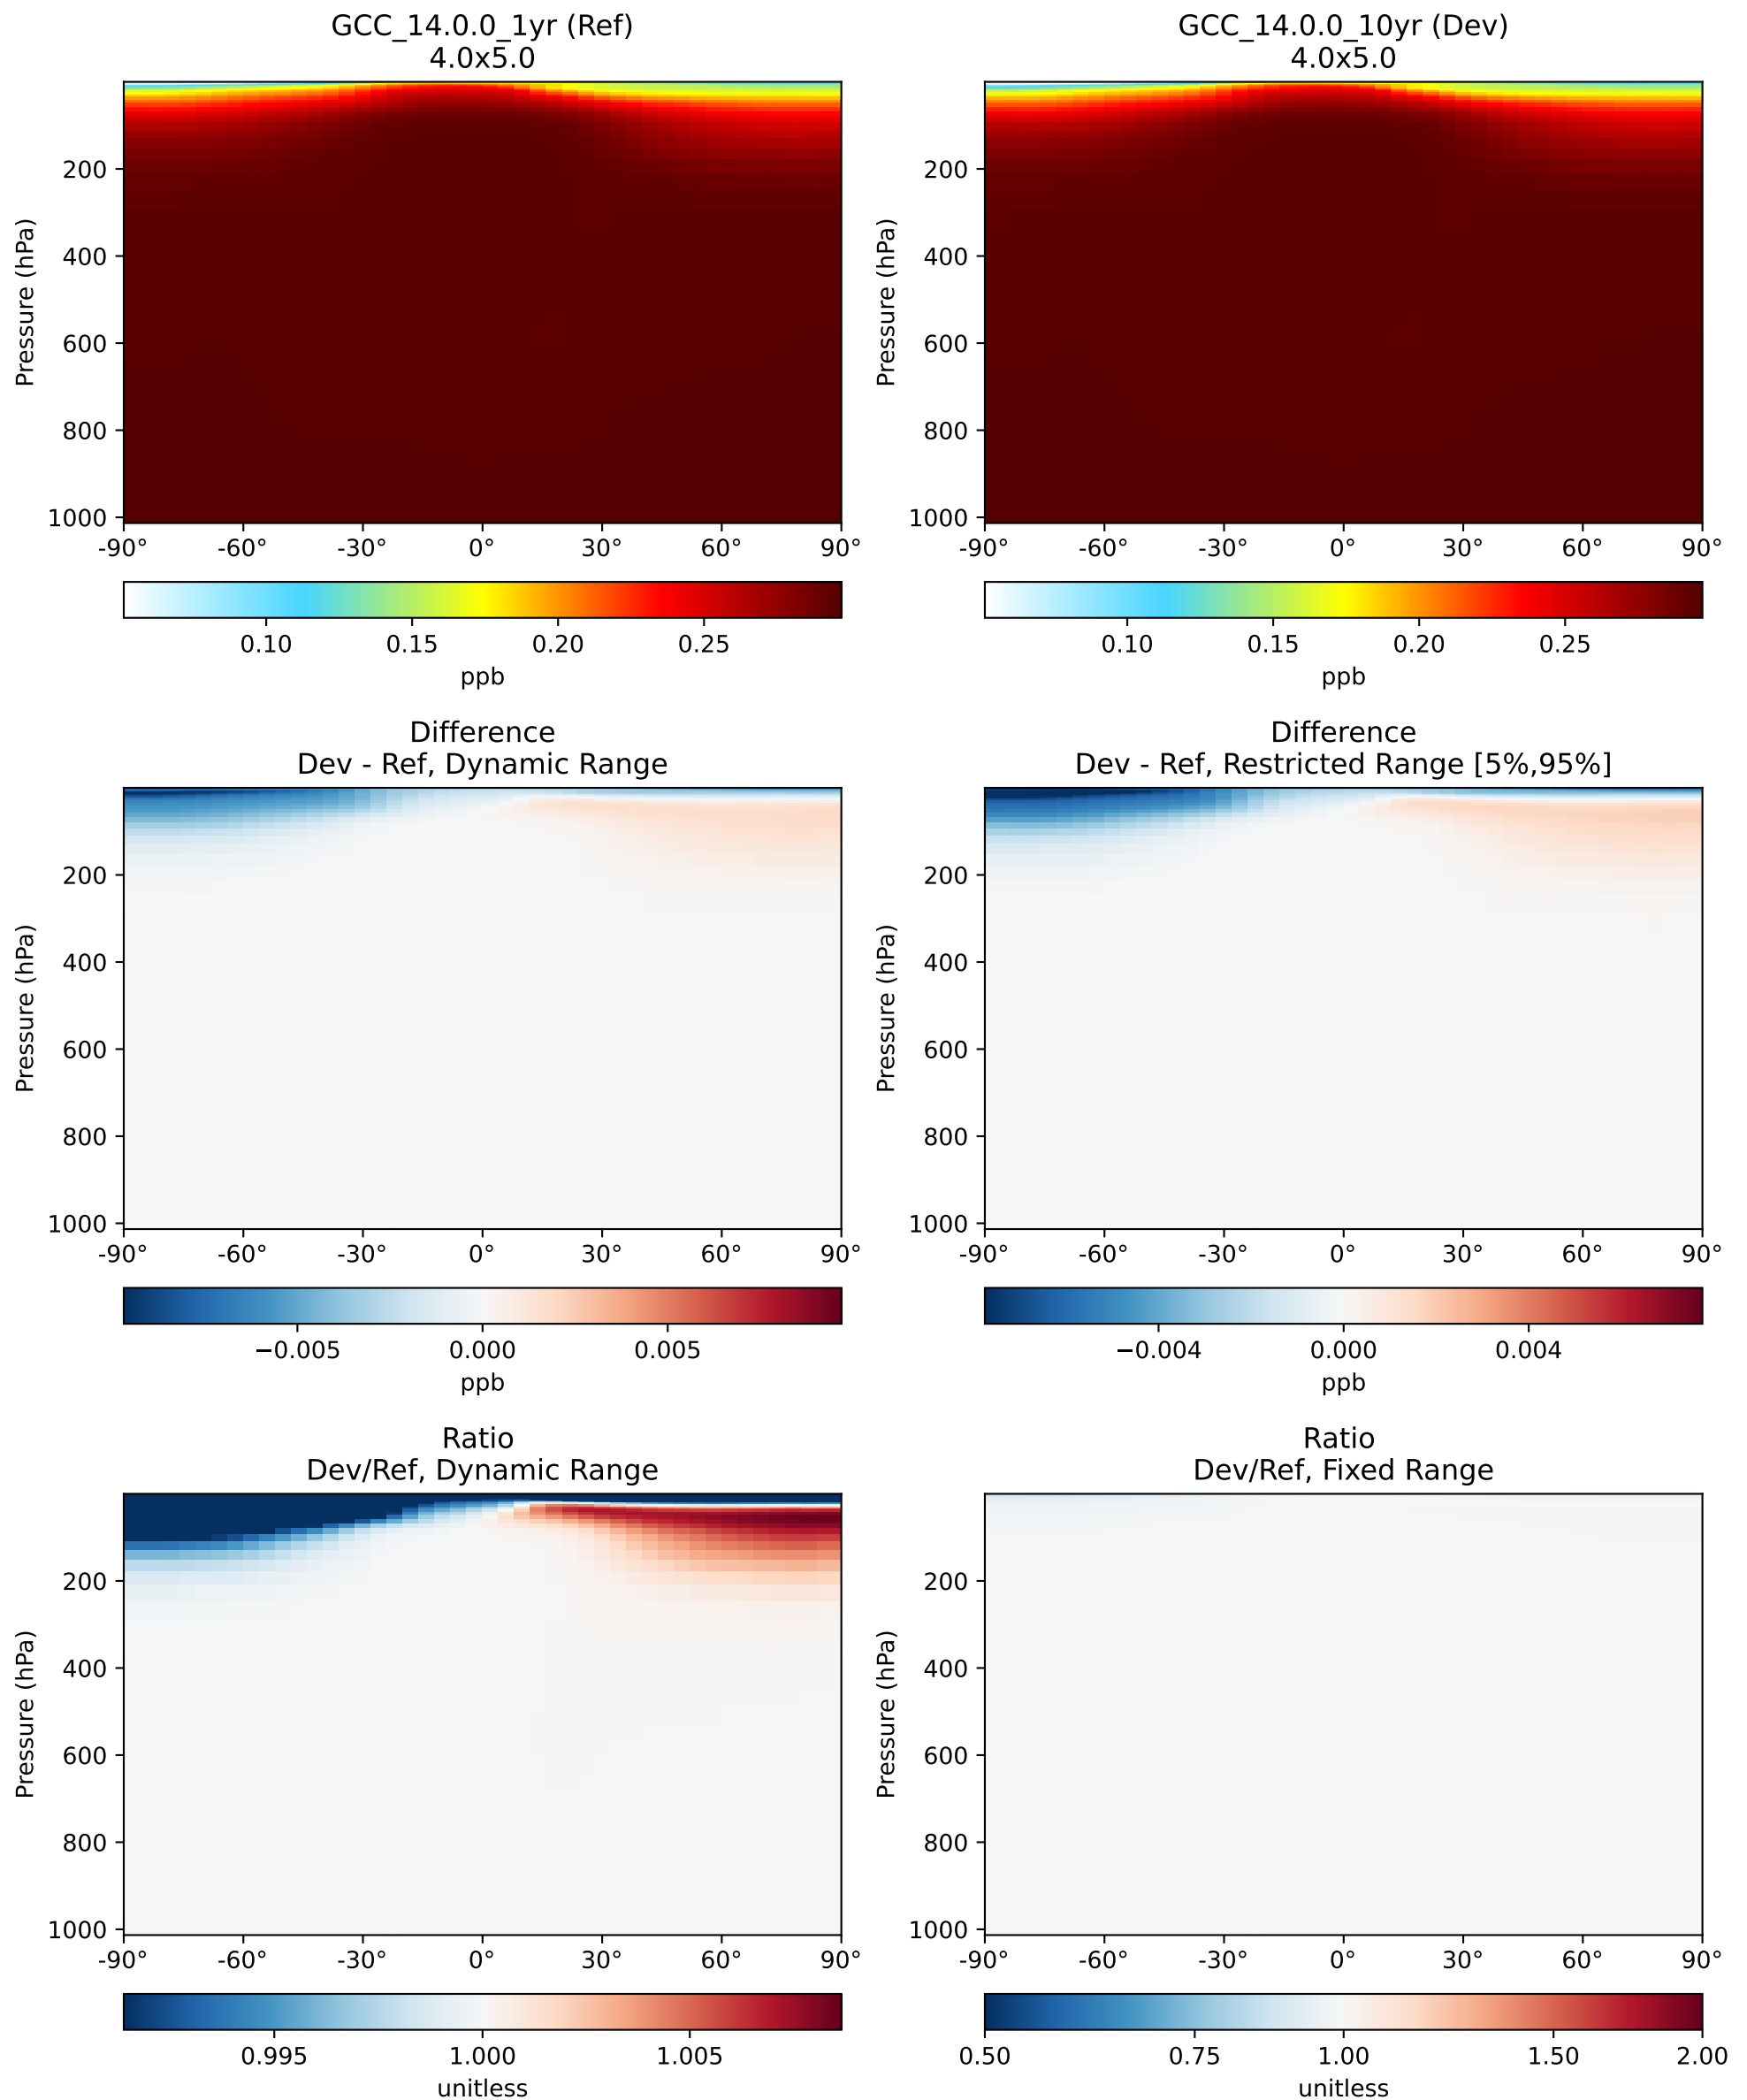 GCC_14.0.0_1yr (Ref)
4.0x5.0
Pressure (hPa)
200
400
600
800
1000
-90° -60° -30° 0° 30° 60° 90°
0.10 0.15 0.20 0.25
ppb
GCC_14.0.0_10yr (Dev)
4.0x5.0
Pressure (hPa)
200
400
600
800
1000
-90° -60° -30° 0° 30° 60° 90°
0.10 0.15 0.20 0.25
ppb
Difference
Dev - Ref, Dynamic Range
Pressure (hPa)
200
400
600
800
1000
-90° -60° -30° 0° 30° 60° 90°
−0.005 0.000 0.005
ppb
Difference
Dev - Ref, Restricted Range [5%,95%]
Pressure (hPa)
200
400
600
800
1000
-90° -60° -30° 0° 30° 60° 90°
−0.004 0.000 0.004
ppb
Ratio
Dev/Ref, Dynamic Range
Pressure (hPa)
200
400
600
800
1000
-90° -60° -30° 0° 30° 60° 90°
0.995 1.000 1.005
unitless
Ratio
Dev/Ref, Fixed Range
Pressure (hPa)
200
400
600
800
1000
-90° -60° -30° 0° 30° 60° 90°
0.50 0.75 1.00 1.50 2.00
unitless